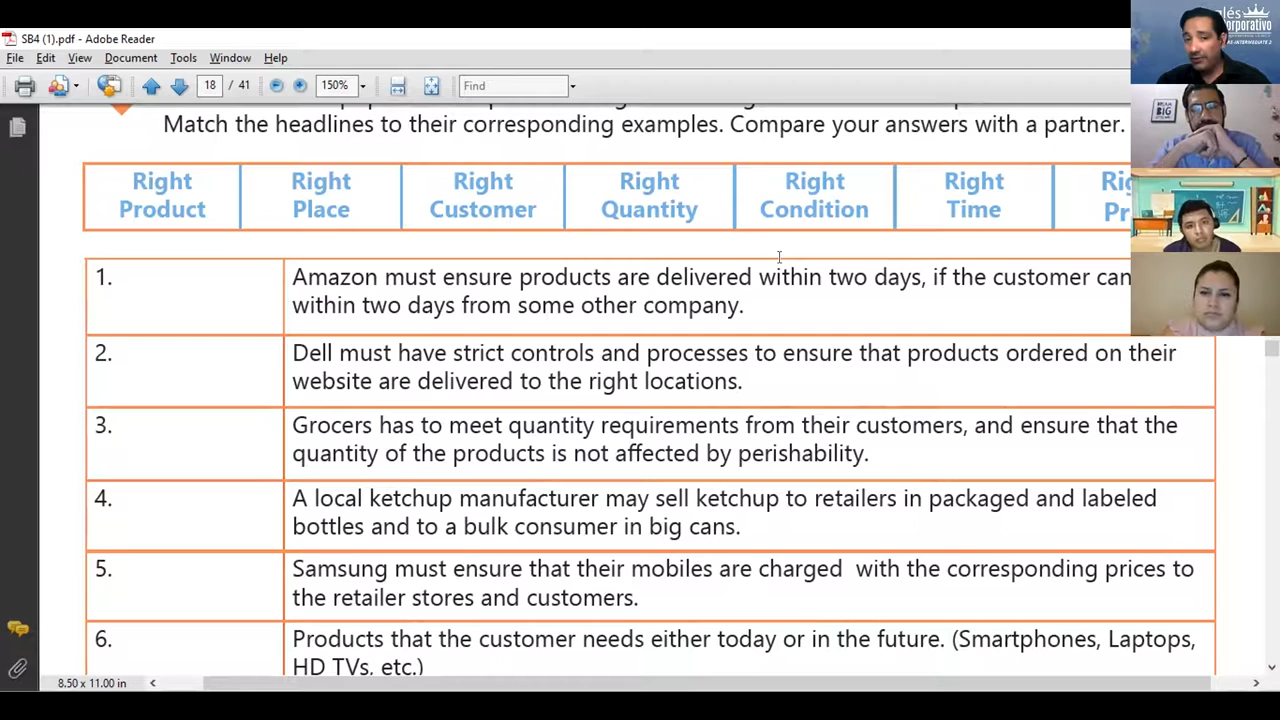 SB4 (1).pdf - Adobe Reader
File Edit View Document Tools Window Help
18 / 41 150% Find
Match the headlines to their corresponding examples. Compare your answers with a partner.
Right Product
Right Place
Right Customer
Right Quantity
Right Condition
Right Time
1. Amazon must ensure products are delivered within two days, if the customer can
within two days from some other company.
2. Dell must have strict controls and processes to ensure that products ordered on their
website are delivered to the right locations.
3. Grocers has to meet quantity requirements from their customers, and ensure that the
quantity of the products is not affected by perishability.
4. A local ketchup manufacturer may sell ketchup to retailers in packaged and labeled
bottles and to a bulk consumer in big cans.
5. Samsung must ensure that their mobiles are charged with the corresponding prices to
the retailer stores and customers.
6. Products that the customer needs either today or in the future. (Smartphones, Laptops,
HD TVs, etc.)
8.50 x 11.00 in
BIG